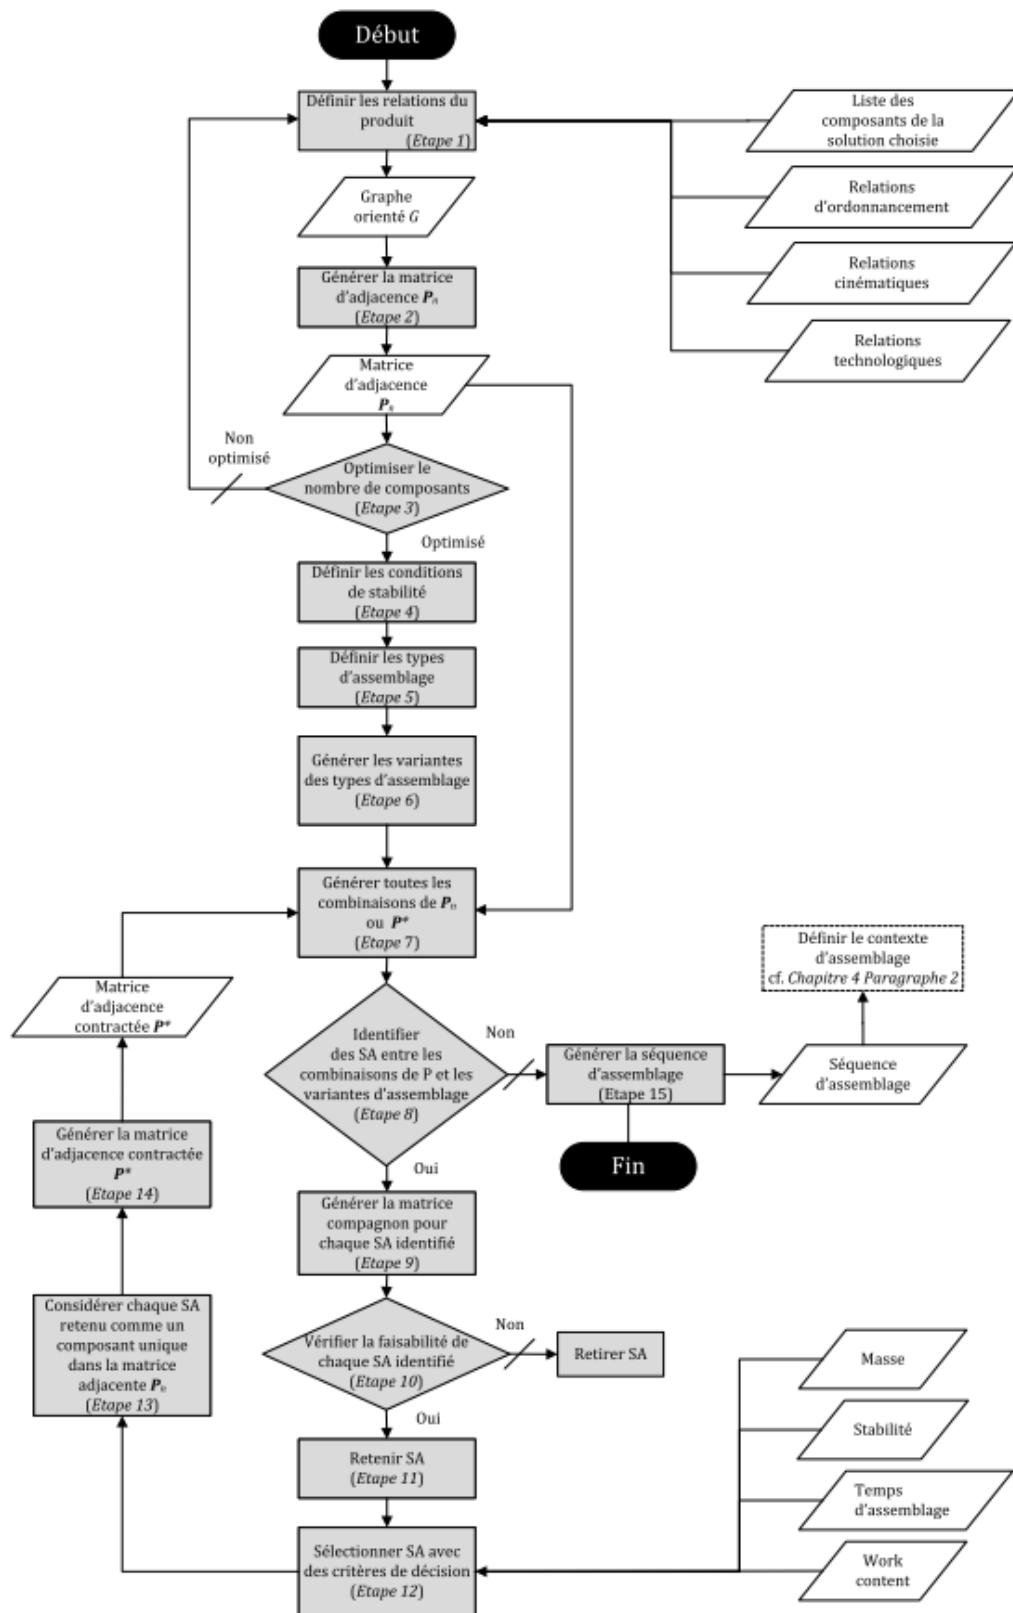 Début
Définir les relations du
produit
(Etape 1)
Liste des
composants de la
solution choisie
Graphe
orienté G
Relations
d'ordonnancement
Générer la matrice
d'adjacence Pn
(Etape 2)
Relations
cinématiques
Matrice
d'adjacence
Pn
Relations
technologiques
Non
optimisé
Optimiser le
nombre de composants
(Etape 3)
Optimisé
Définir les conditions
de stabilité
(Etape 4)
Définir les types
d'assemblage
(Etape 5)
Générer les variantes
des types d'assemblage
(Etape 6)
Générer toutes les
combinaisons de Pn
ou P*
(Etape 7)
Définir le contexte
d'assemblage
cf. Chapitre 4 Paragraphe 2
Matrice
d'adjacence
contractée P*
Identifier
des SA entre les
combinaisons de P et les
variantes d'assemblage
(Etape 8)
Non
Générer la séquence
d'assemblage
(Etape 15)
Séquence
d'assemblage
Fin
Oui
Générer la matrice
d'adjacence contractée
P*
(Etape 14)
Générer la matrice
compagnon pour
chaque SA identifié
(Etape 9)
Considérer chaque SA
retenu comme un
composant unique
dans la matrice
adjacente Pn
(Etape 13)
Vérifier la faisabilité de
chaque SA identifié
(Etape 10)
Non
Retirer SA
Oui
Masse
Retenir SA
(Etape 11)
Stabilité
Temps
d'assemblage
Sélectionner SA avec
des critères de décision
(Etape 12)
Work
content